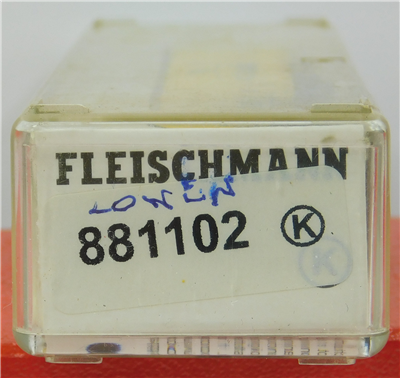 FLEISCHMANN
LOWEN
881102 K
K